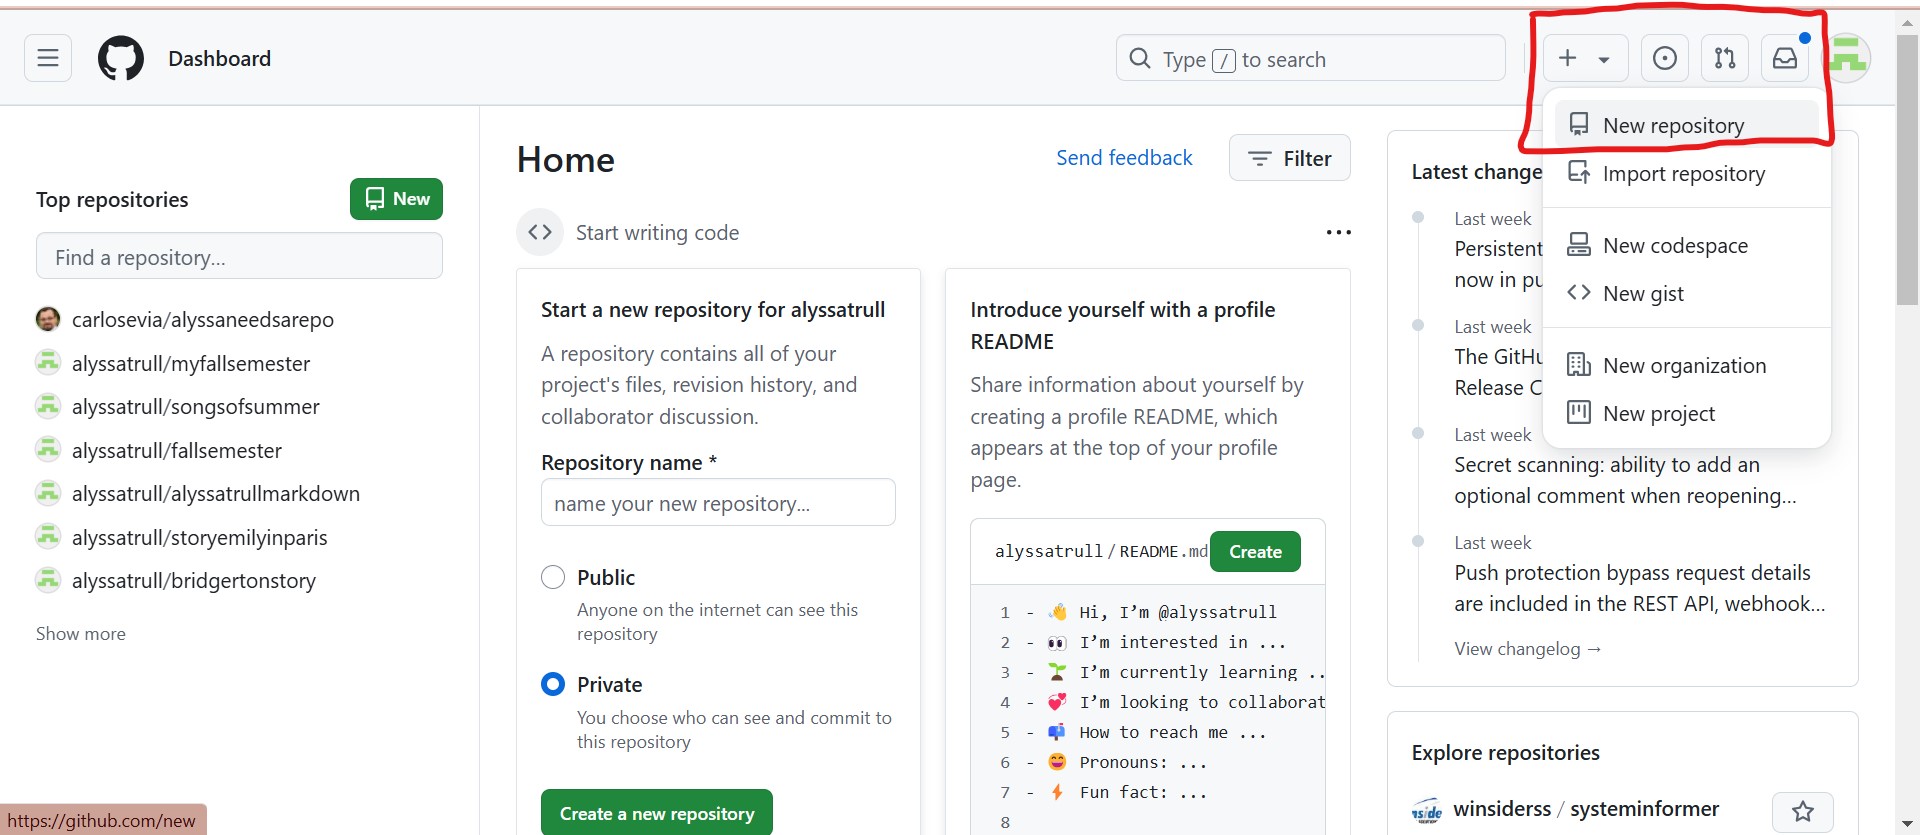 Dashboard
Type / to search
Top repositories
New
Find a repository...
carlosevia/alyssaneedsarepo
alyssatrull/myfallsemester
alyssatrull/songsofsummer
alyssatrull/fallsemester
alyssatrull/alyssatrullmarkdown
alyssatrull/storyemilyinparis
alyssatrull/bridgertonstory
Show more
Home
Send feedback
Filter
Start writing code
Start a new repository for alyssatrull
A repository contains all of your
project's files, revision history, and
collaborator discussion.
Repository name *
name your new repository...
Public
Anyone on the internet can see this
repository
Private
You choose who can see and commit to
this repository
Create a new repository
Introduce yourself with a profile
README
Share information about yourself by
creating a profile README, which
appears at the top of your profile
page.
alyssatrull / README.md
Create
1 - 👋 Hi, I’m @alyssatrull
2 - 👀 I’m interested in ...
3 - 🌱 I’m currently learning ..
4 - 💞️ I’m looking to collaborat
5 - 📫 How to reach me ...
6 - 😄 Pronouns: ...
7 - ⚡ Fun fact: ...
8
New repository
Import repository
New codespace
New gist
New organization
New project
Latest change
Last week
Persistent
now in pu
Last week
The GitHu
Release C
Last week
Secret scanning: ability to add an
optional comment when reopening...
Last week
Push protection bypass request details
are included in the REST API, webhook...
View changelog →
Explore repositories
winsiderss / systeminformer
https://github.com/new